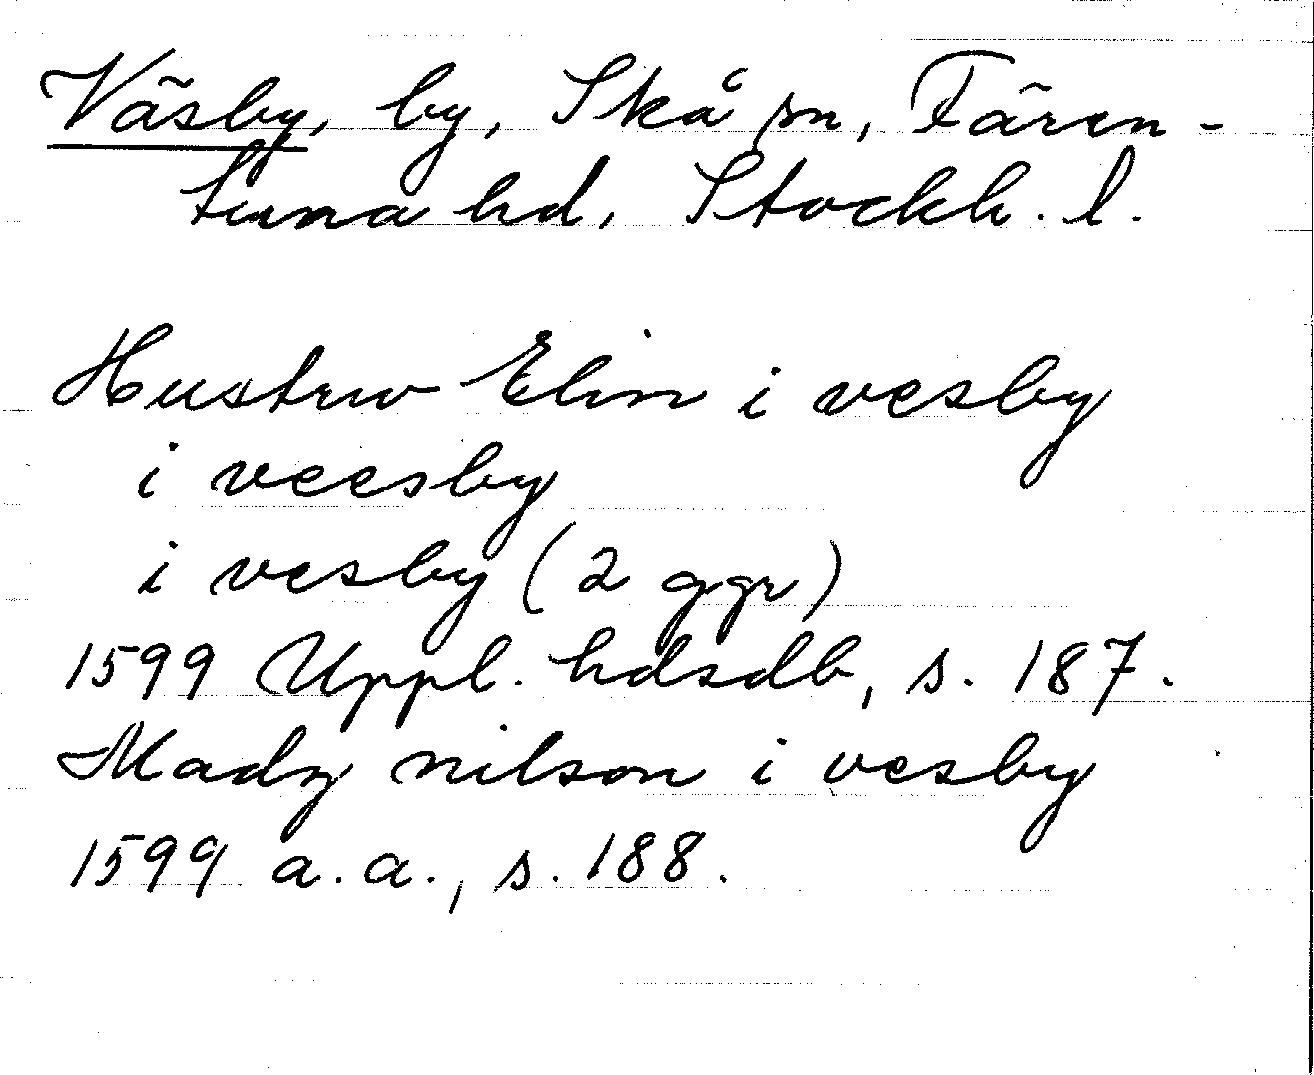 Väsby, by, Skå sn, Fären-
tuna hd, Stockh. l.
Hustrw Elin i vesby
i veesby
i vesby (2 ggr)
1599 Uppl. hdsdb, s. 187.
Madz nilson i vesby
1599 a.a., s. 188.